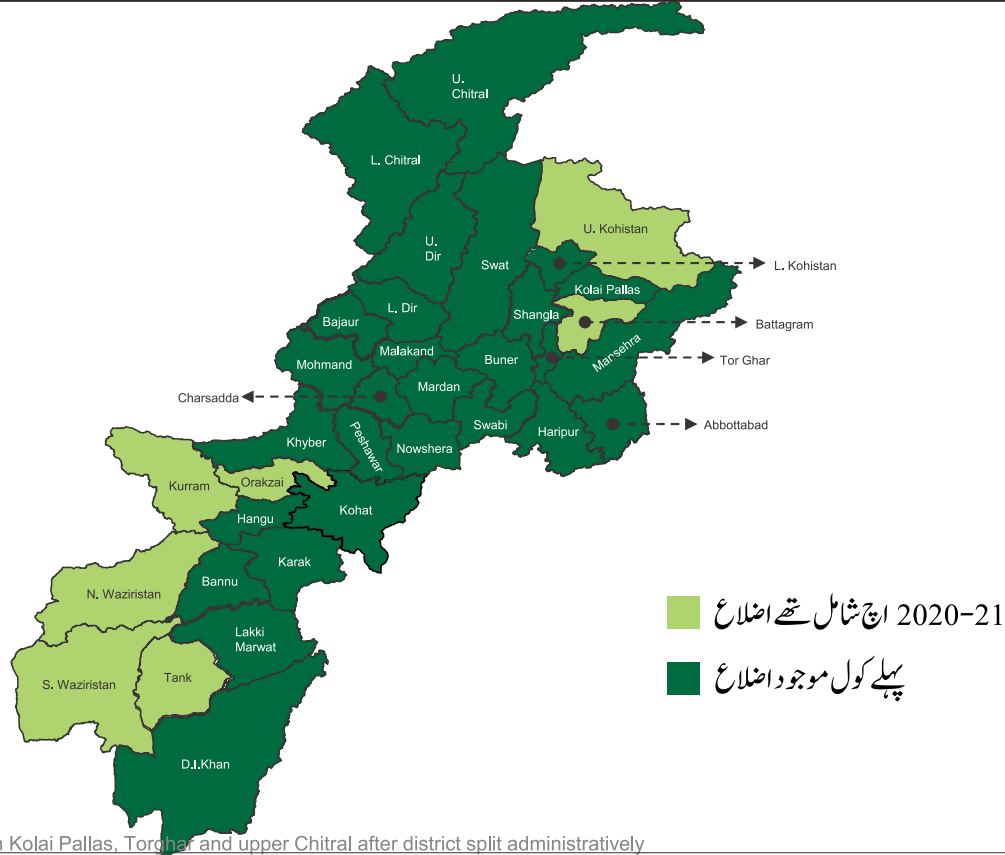 U.
Chitral
L. Chitral
U. Kohistan
U.
Dir
Swat
L. Kohistan
Kolai Pallas
L. Dir
Shangla
Bajaur
Battagram
Malakand
Mansehra
Mohmand
Buner
Tor Ghar
Mardan
Charsadda
Swabi
Abbottabad
Haripur
Peshawar
Khyber
Nowshera
Kurram
Orakzai
Kohat
Hangu
Karak
Bannu
N. Waziristan
Lakki
Marwat
S. Waziristan
Tank
D.I.Khan
2020-21 اچ شامل تھے اضلاع
پہلے کول موجود اضلاع
Kolai Pallas, Torghar and upper Chitral after district split administratively